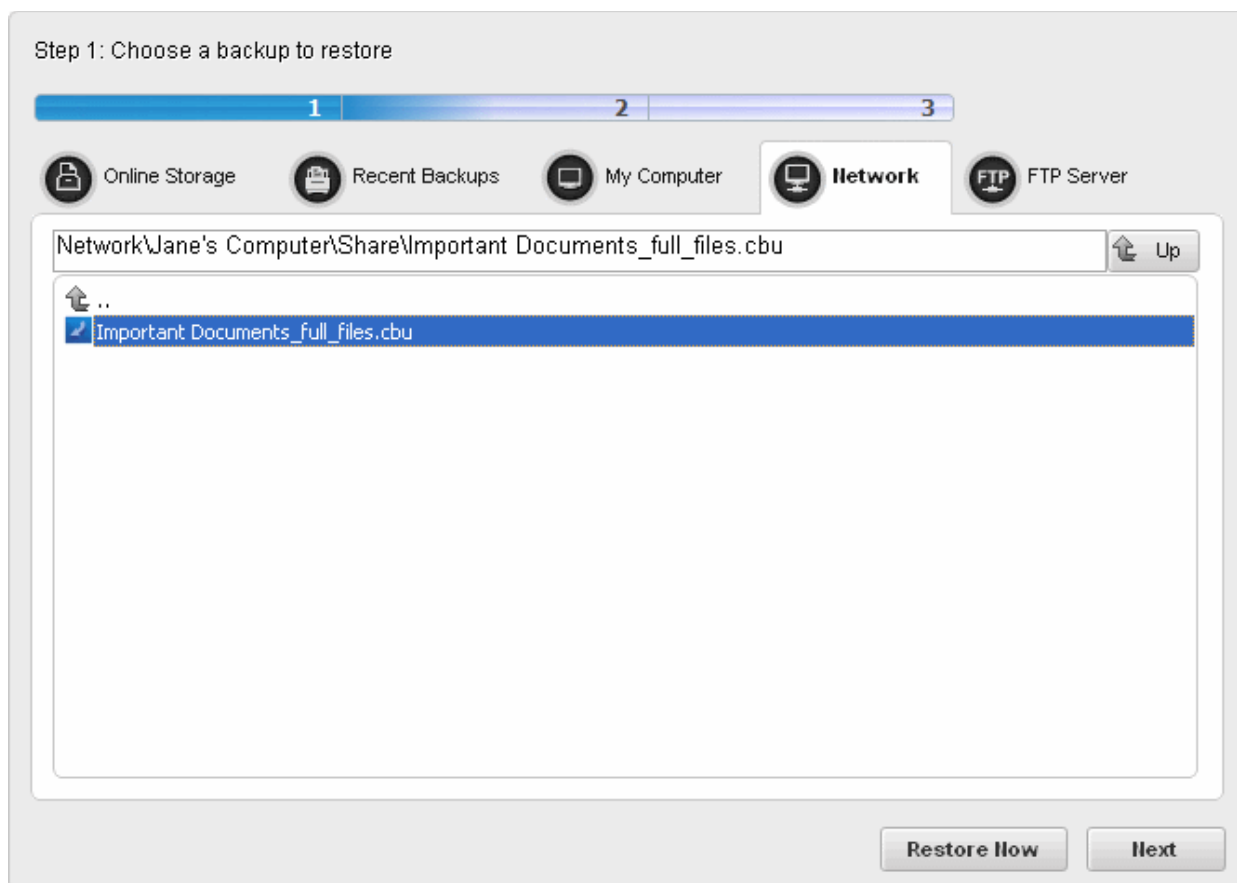 Step 1: Choose a backup to restore
1 2 3
Online Storage Recent Backups My Computer Network FTP FTP Server
Network\Jane's Computer\Share\Important Documents_full_files.cbu Up
..
Important Documents_full_files.cbu
Restore Now Next